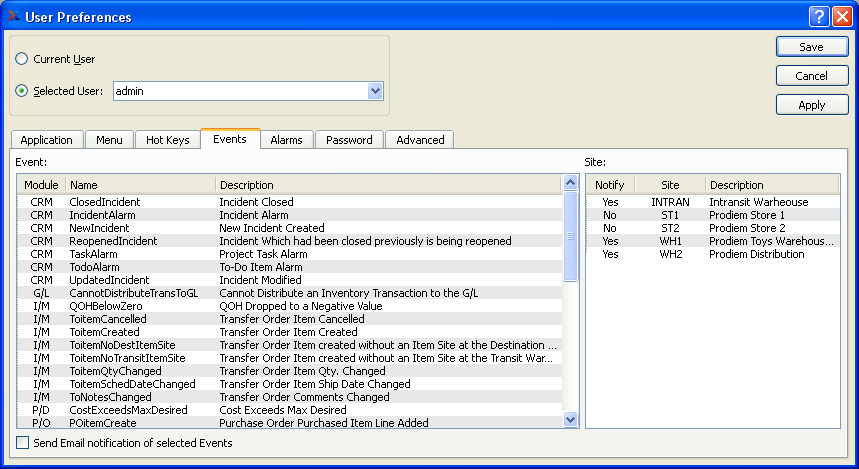 User Preferences
Current User
Selected User: admin
Save
Cancel
Apply
Application Menu Hot Keys Events Alarms Password Advanced
Event:
Module Name Description
CRM ClosedIncident Incident Closed
CRM IncidentAlarm Incident Alarm
CRM NewIncident New Incident Created
CRM ReopenedIncident Incident Which had been closed previously is being reopened
CRM TaskAlarm Project Task Alarm
CRM TodoAlarm To-Do Item Alarm
CRM UpdatedIncident Incident Modified
G/L CannotDistributeTransToGL Cannot Distribute an Inventory Transaction to the G/L
I/M QOHBelowZero QOH Dropped to a Negative Value
I/M ToitemCancelled Transfer Order Item Cancelled
I/M ToitemCreated Transfer Order Item Created
I/M ToitemNoDestItemSite Transfer Order Item created without an Item Site at the Destination ...
I/M ToitemNoTransitItemSite Transfer Order Item created without an Item Site at the Transit War...
I/M ToitemQtyChanged Transfer Order Item Qty. Changed
I/M ToitemSchedDateChanged Transfer Order Item Ship Date Changed
I/M ToNotesChanged Transfer Order Comments Changed
P/D CostExceedsMaxDesired Cost Exceeds Max Desired
P/O POitemCreate Purchase Order Purchased Item Line Added
Send Email notification of selected Events
Site:
Notify Site Description
Yes INTRAN Intransit Warheouse
No ST1 Prodiem Store 1
No ST2 Prodiem Store 2
Yes WH1 Prodiem Toys Warehous...
Yes WH2 Prodiem Distribution